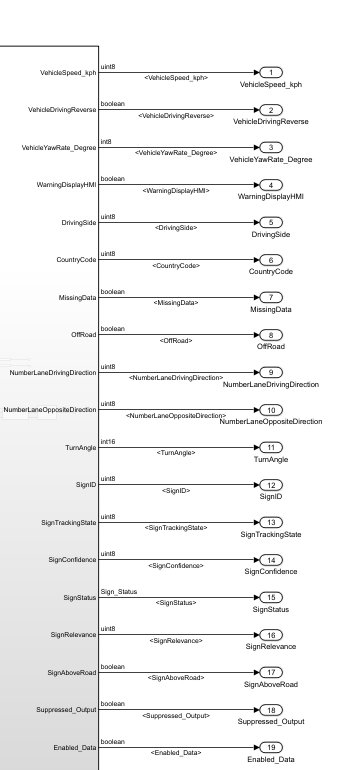 VehicleSpeed_kph uint8 <VehicleSpeed_kph> 1
VehicleSpeed_kph
VehicleDrivingReverse boolean <VehicleDrivingReverse> 2
VehicleDrivingReverse
VehicleYawRate_Degree int8 <VehicleYawRate_Degree> 3
VehicleYawRate_Degree
WarningDisplayHMI boolean <WarningDisplayHMI> 4
WarningDisplayHMI
DrivingSide uint8 <DrivingSide> 5
DrivingSide
CountryCode uint8 <CountryCode> 6
CountryCode
MissingData boolean <MissingData> 7
MissingData
OffRoad boolean <OffRoad> 8
OffRoad
NumberLaneDrivingDirection uint8 <NumberLaneDrivingDirection> 9
NumberLaneDrivingDirection
NumberLaneOppositeDirection uint8 <NumberLaneOppositeDirection> 10
NumberLaneOppositeDirection
TurnAngle int16 <TurnAngle> 11
TurnAngle
SignID uint8 <SignID> 12
SignID
SignTrackingState uint8 <SignTrackingState> 13
SignTrackingState
SignConfidence uint8 <SignConfidence> 14
SignConfidence
SignStatus Sign_Status <SignStatus> 15
SignStatus
SignRelevance uint8 <SignRelevance> 16
SignRelevance
SignAboveRoad boolean <SignAboveRoad> 17
SignAboveRoad
Suppressed_Output boolean <Suppressed_Output> 18
Suppressed_Output
Enabled_Data boolean <Enabled_Data> 19
Enabled_Data